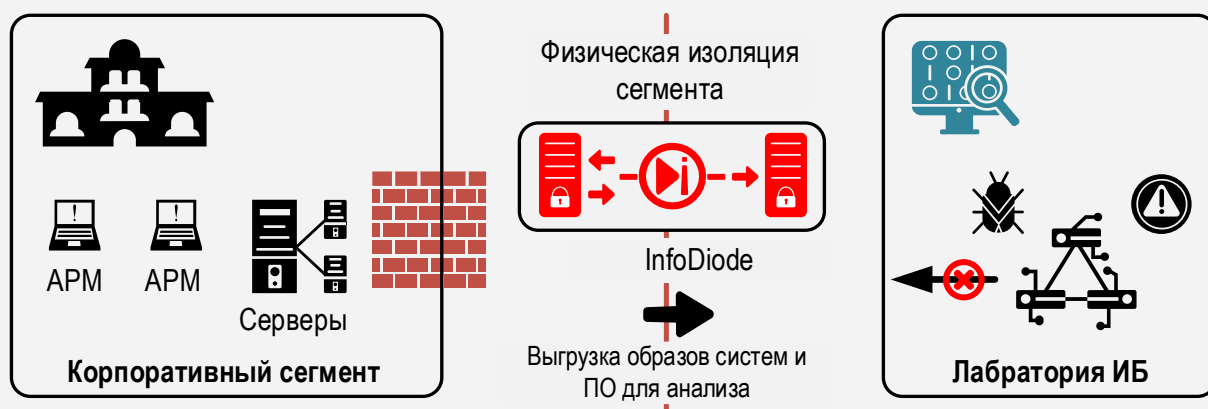 Физическая изоляция
сегмента
InfoDiode
Выгрузка образов систем и
ПО для анализа
АРМ
АРМ
Серверы
Корпоративный сегмент
Лабратория ИБ